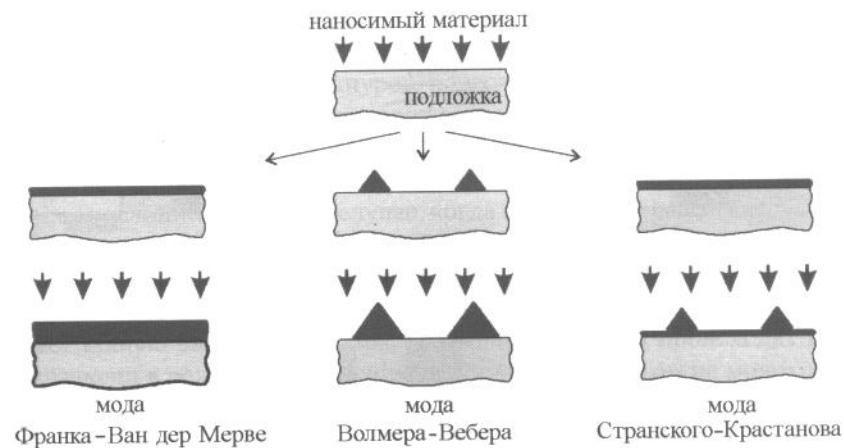 наносимый материал
подложка
мода
Франка-Ван дер Мерве
мода
Волмера-Вебера
мода
Странского-Крастанова